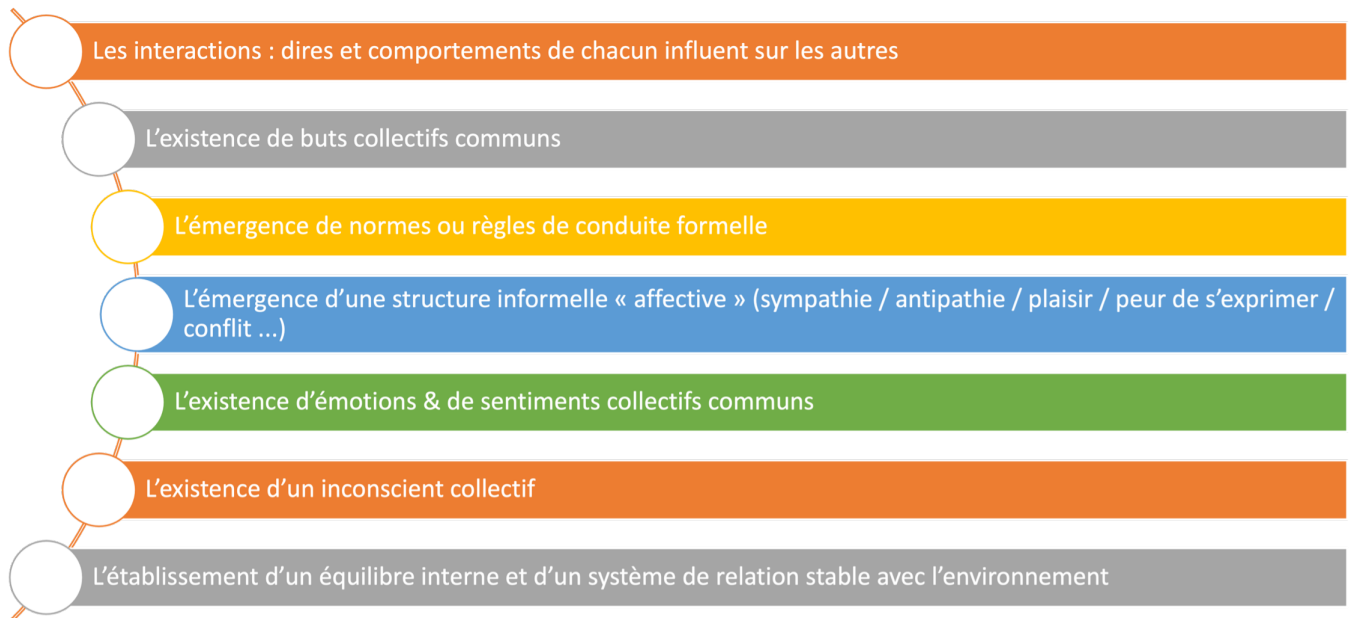 Les interactions : dires et comportements de chacun influent sur les autres
L’existence de buts collectifs communs
L’émergence de normes ou règles de conduite formelle
L’émergence d’une structure informelle « affective » (sympathie / antipathie / plaisir / peur de s’exprimer /
conflit ...)
L’existence d’émotions & de sentiments collectifs communs
L’existence d’un inconscient collectif
L’établissement d’un équilibre interne et d’un système de relation stable avec l’environnement